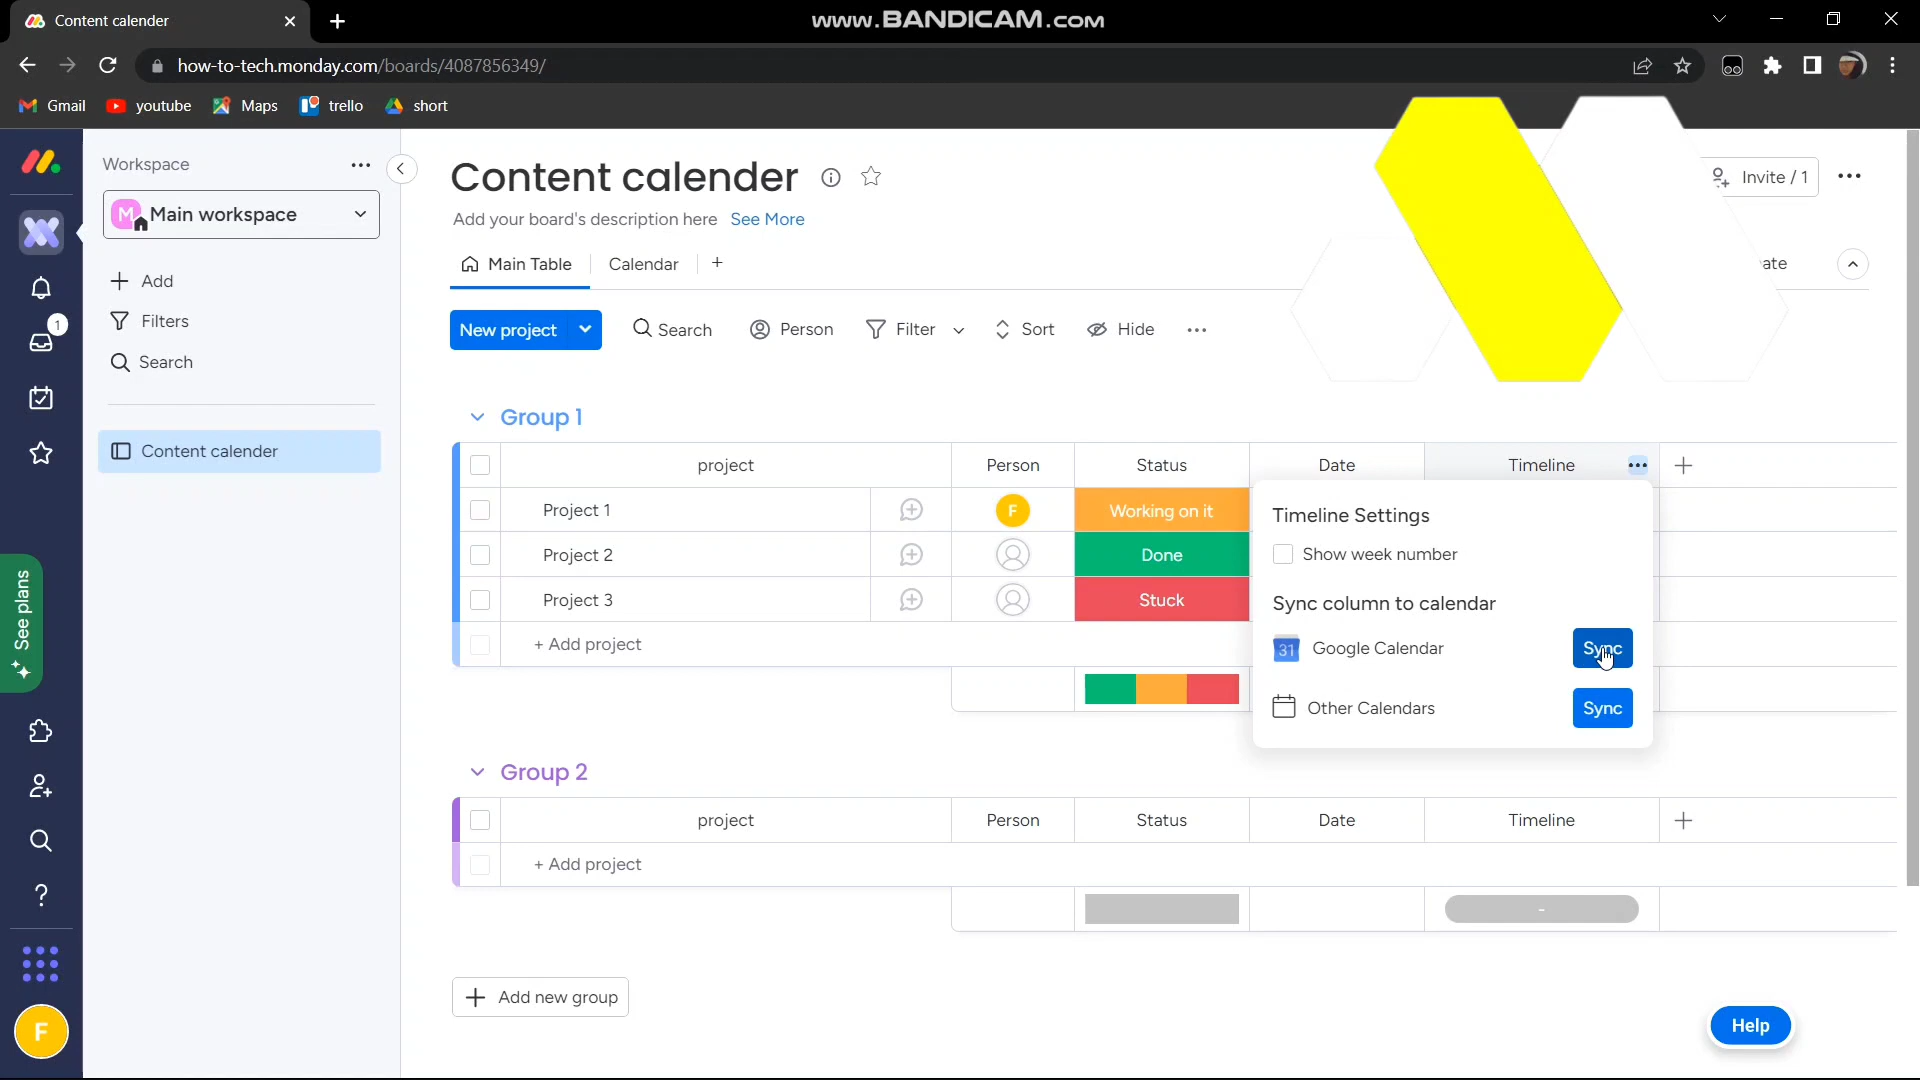 Content calender
www.BANDICAM.com
how-to-tech.monday.com/boards/4087856349/
Gmail youtube Maps trello short
Workspace
M Main workspace
Add
Filters
Search
Content calender
1
See plans
F
Content calender
Invite / 1
Add your board's description here See More
Main Table Calendar +
ate
New project Search Person Filter Sort Hide
Group 1
project Person Status Date Timeline
Project 1 F Working on it
Project 2 Done
Project 3 Stuck
+ Add project
Timeline Settings
Show week number
Sync column to calendar
31 Google Calendar Sync
Other Calendars Sync
Group 2
project Person Status Date Timeline
+ Add project
-
+ Add new group
Help